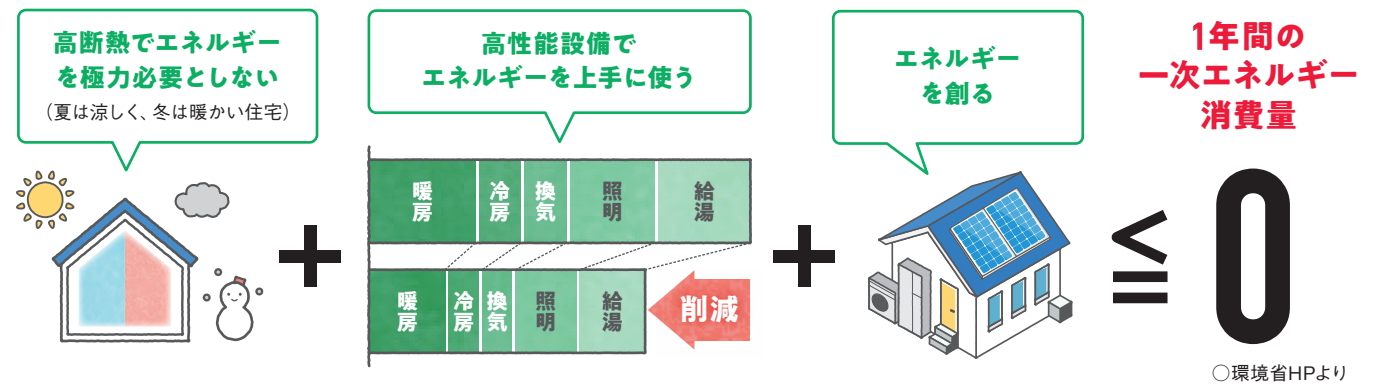 高断熱でエネルギー
を極力必要としない
（夏は涼しく、冬は暖かい住宅）
高性能設備で
エネルギーを上手に使う
エネルギー
を創る
1年間の
一次エネルギー
消費量
暖房
冷房
換気
照明
給湯
暖房
冷房
換気
照明
給湯
削減
+
+
≦
0
○環境省HPより